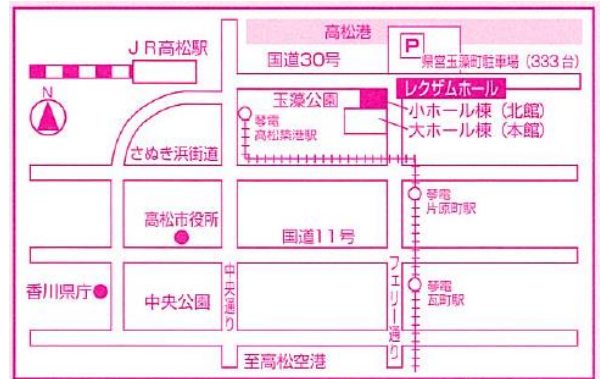 高松港
JR高松駅
国道30号
P
県営玉藻町駐車場(333台)
レクザムホール
玉藻公園
小ホール棟(北館)
大ホール棟(本館)
N
琴電
高松築港駅
さぬき浜街道
琴電
片原町駅
高松市役所
国道11号
香川県庁
中央公園
中央通り
フェリー通り
琴電
瓦町駅
至高松空港